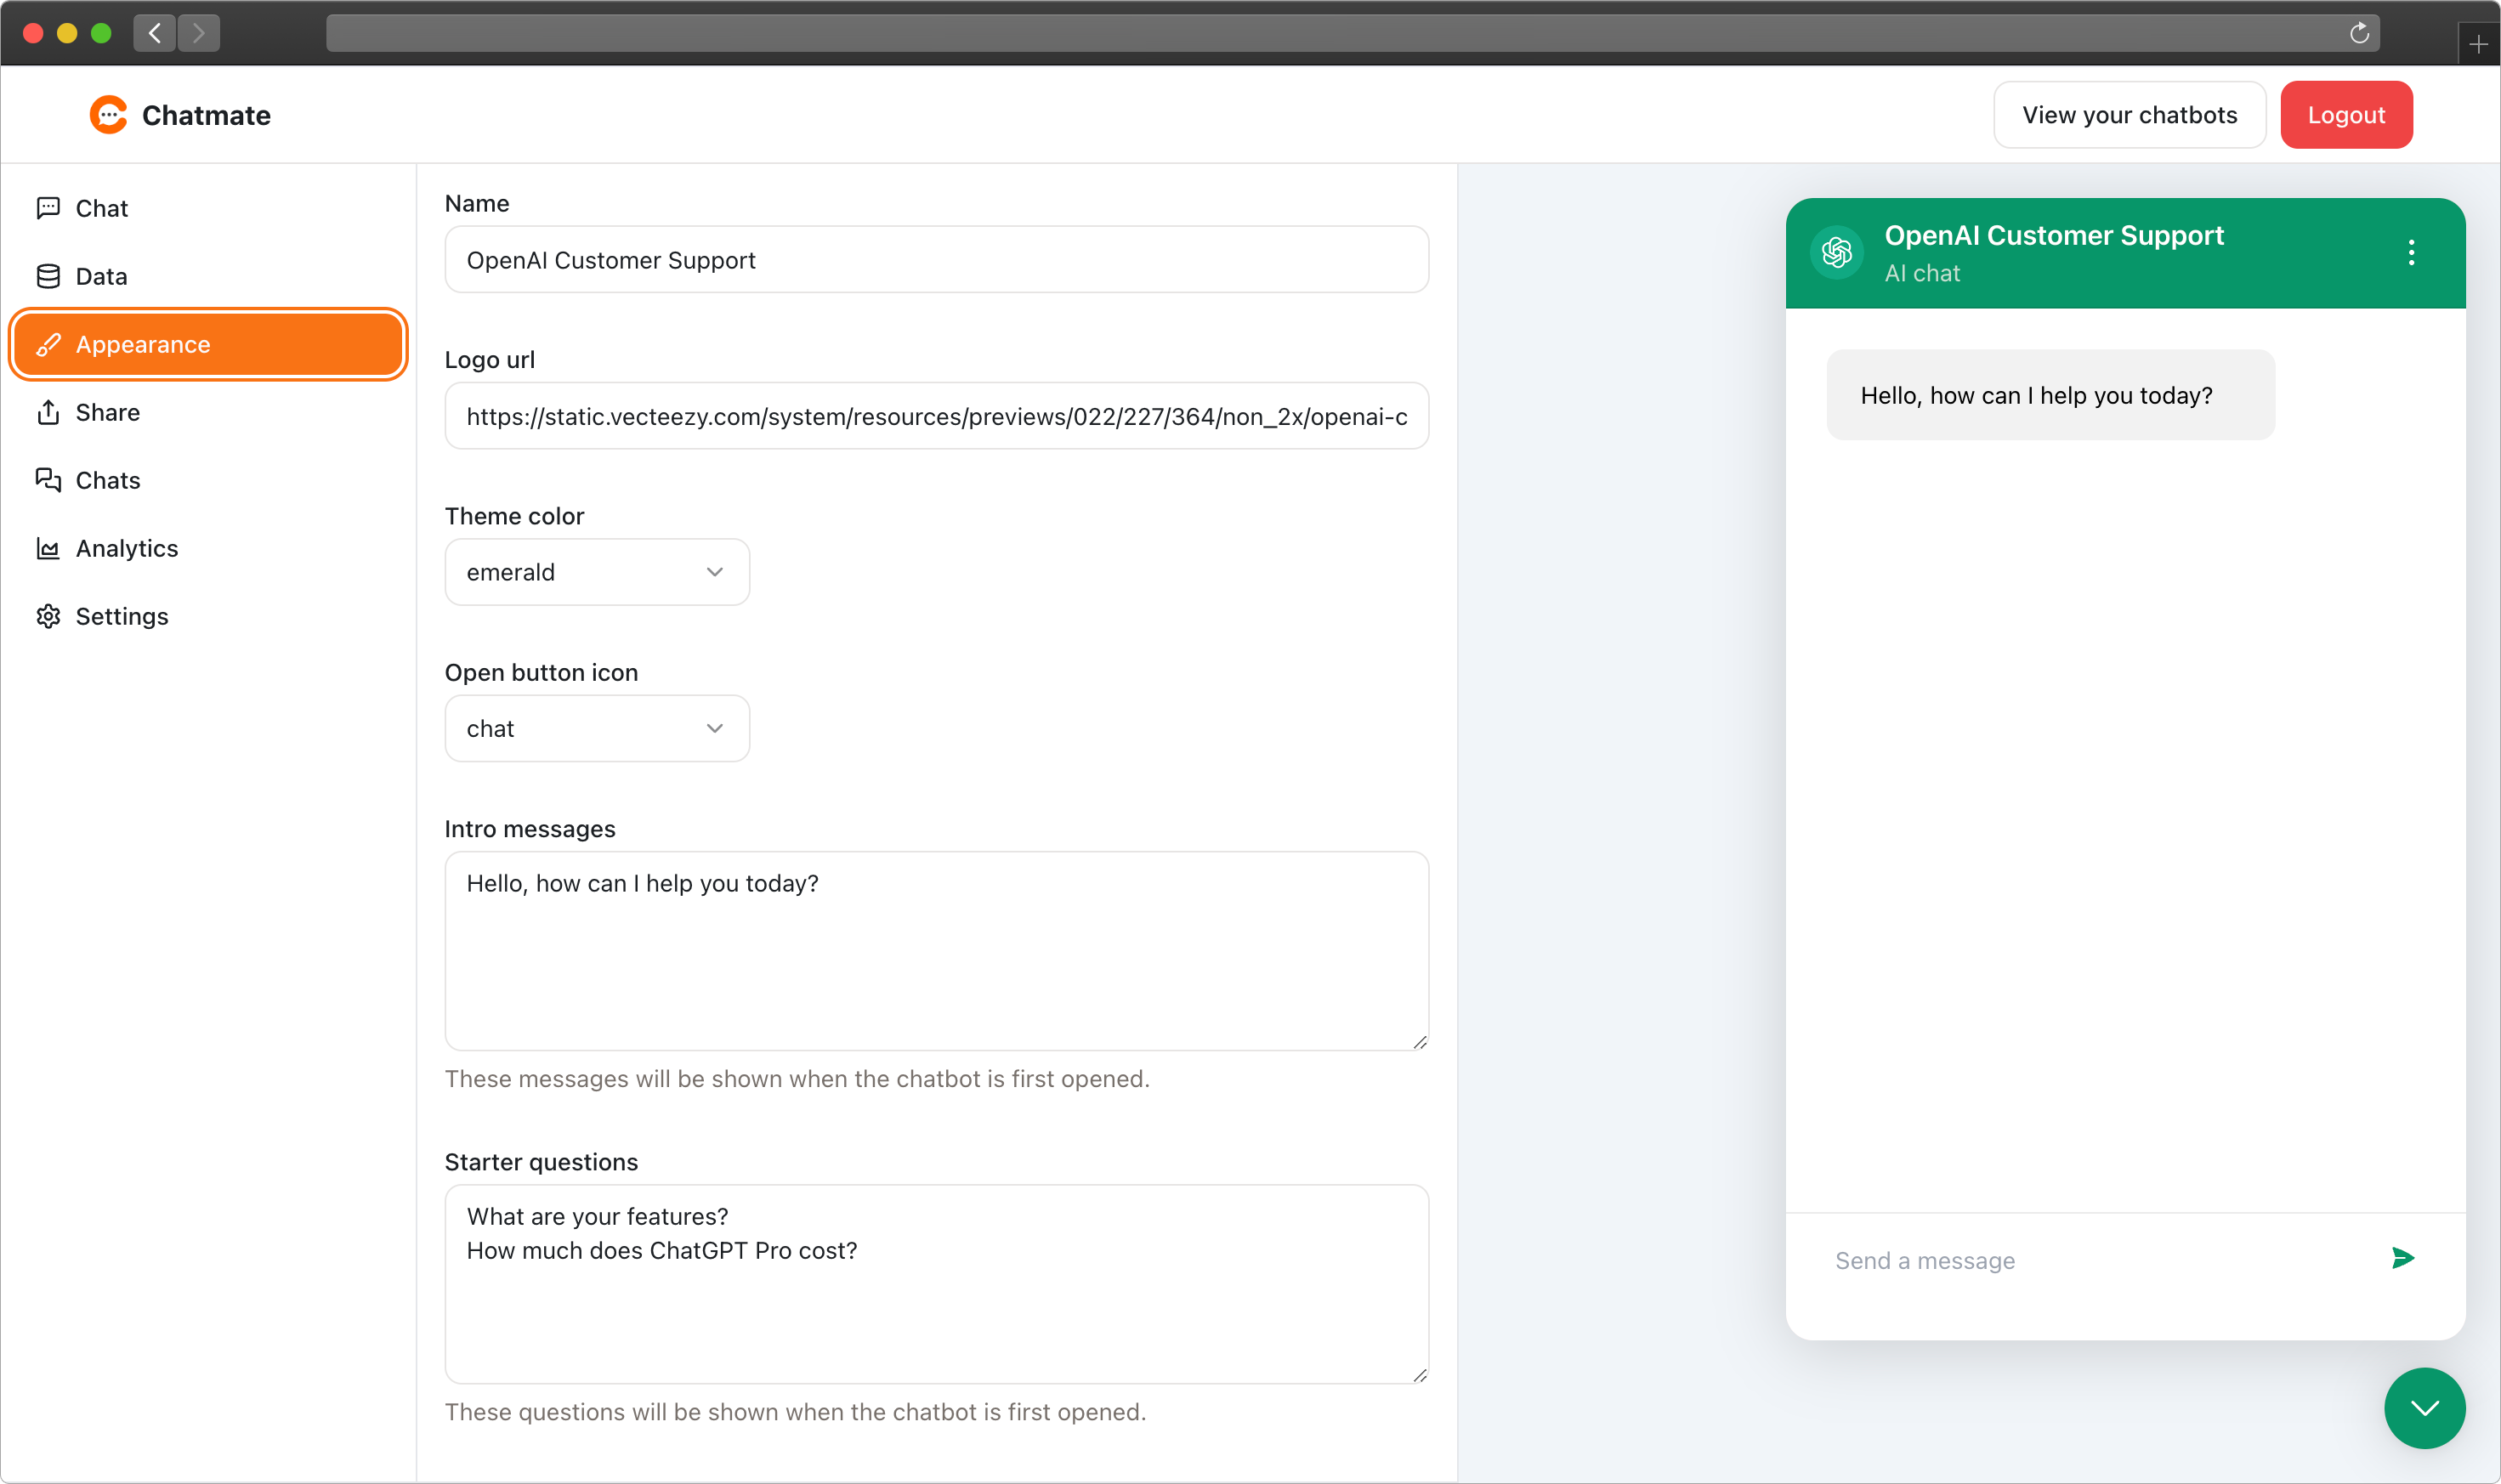 Chatmate
View your chatbots
Logout
Chat
Data
Appearance
Share
Chats
Analytics
Settings
Name
OpenAI Customer Support
Logo url
https://static.vecteezy.com/system/resources/previews/022/227/364/non_2x/openai-c
Theme color
emerald
Open button icon
chat
Intro messages
Hello, how can I help you today?
These messages will be shown when the chatbot is first opened.
Starter questions
What are your features?
How much does ChatGPT Pro cost?
These questions will be shown when the chatbot is first opened.
OpenAI Customer Support
AI chat
Hello, how can I help you today?
Send a message